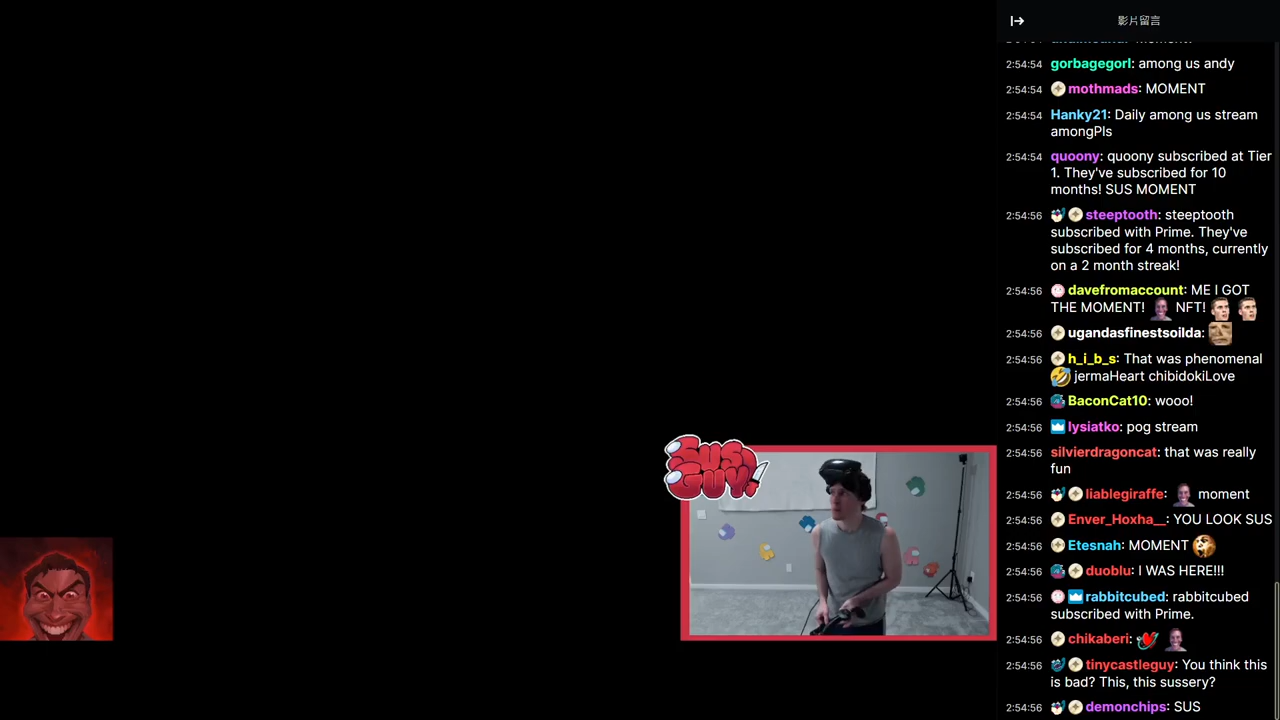 影片留言
2:54:54 gorbagegorl: among us andy
2:54:54 mothmads: MOMENT
2:54:54 Hanky21: Daily among us stream
amongPls
2:54:54 quoony: quoony subscribed at Tier
1. They've subscribed for 10
months! SUS MOMENT
2:54:56 steeptooth: steeptooth
subscribed with Prime. They've
subscribed for 4 months, currently
on a 2 month streak!
2:54:56 davefromaccount: ME I GOT
THE MOMENT! NFT!
2:54:56 ugandasfinestsoilda:
2:54:56 h_i_b_s: That was phenomenal
jermaHeart chibidokiLove
2:54:56 BaconCat10: wooo!
2:54:56 lysiatko: pog stream
2:54:56 silvierdragoncat: that was really
fun
2:54:56 liablegiraffe: moment
2:54:56 Enver_Hoxha__: YOU LOOK SUS
2:54:56 Etesnah: MOMENT
2:54:56 duoblu: I WAS HERE!!!
2:54:56 rabbitcubed: rabbitcubed
subscribed with Prime.
2:54:56 chikaberi:
2:54:56 tinycastleguy: You think this
is bad? This, this sussery?
2:54:56 demonchips: SUS
SUS
GUY